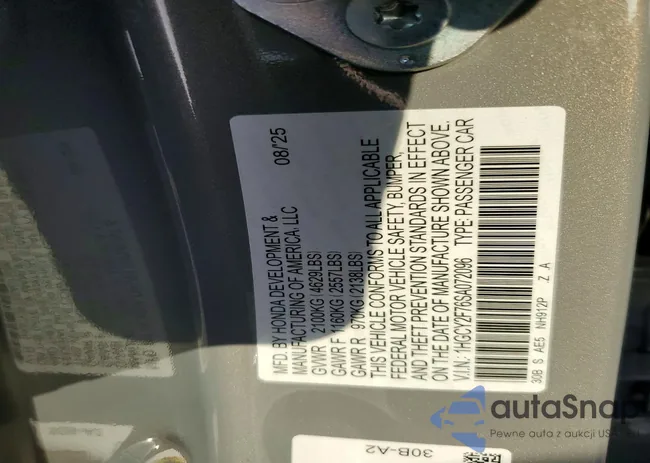 MFD. BY HONDA DEVELOPMENT & 08/25
MANUFACTURING OF AMERICA, LLC
GVWR 2100KG (4629LBS)
GAWR F 1160KG (2557LBS)
GAWR R 970KG (2138LBS)
THIS VEHICLE CONFORMS TO ALL APPLICABLE
FEDERAL MOTOR VEHICLE SAFETY, BUMPER,
AND THEFT PREVENTION STANDARDS IN EFFECT
ON THE DATE OF MANUFACTURE SHOWN ABOVE.
V.I.N.: 1HGCY2F76SA072096 TYPE: PASSENGER CAR
30B S AE5 NH912P Z A
30B-A2
autaSnap
Pewne auta z aukcji USA